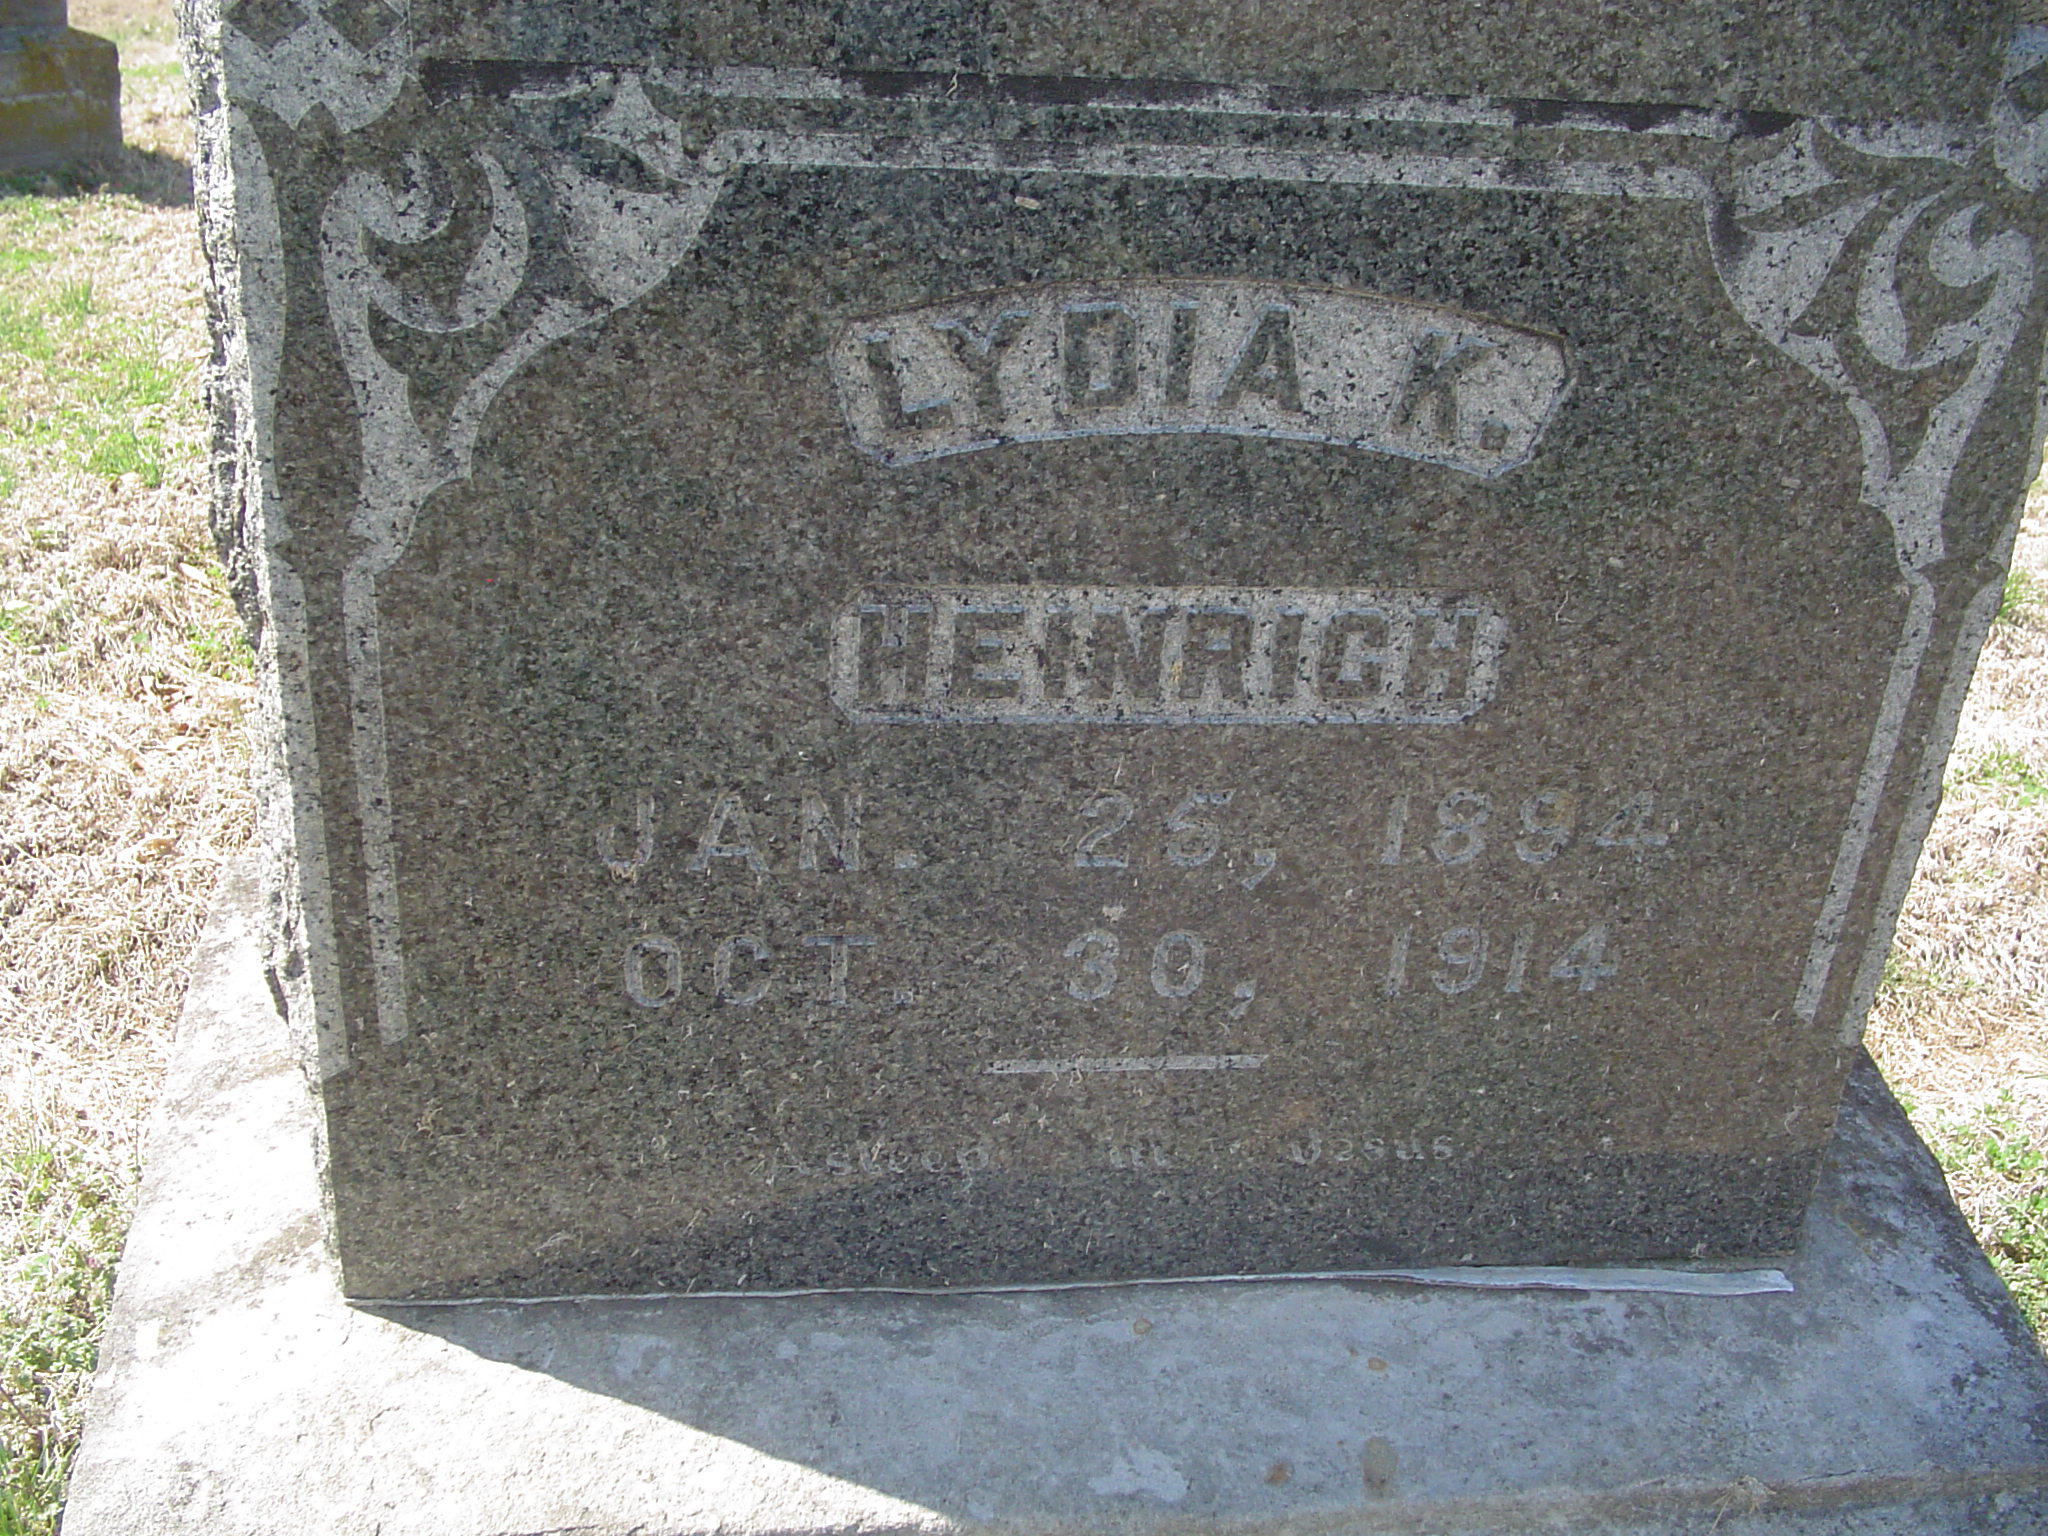 LYDIA K.
HEINRICH
JAN. 25, 1894
OCT. 30, 1914
Asleep in Jesus